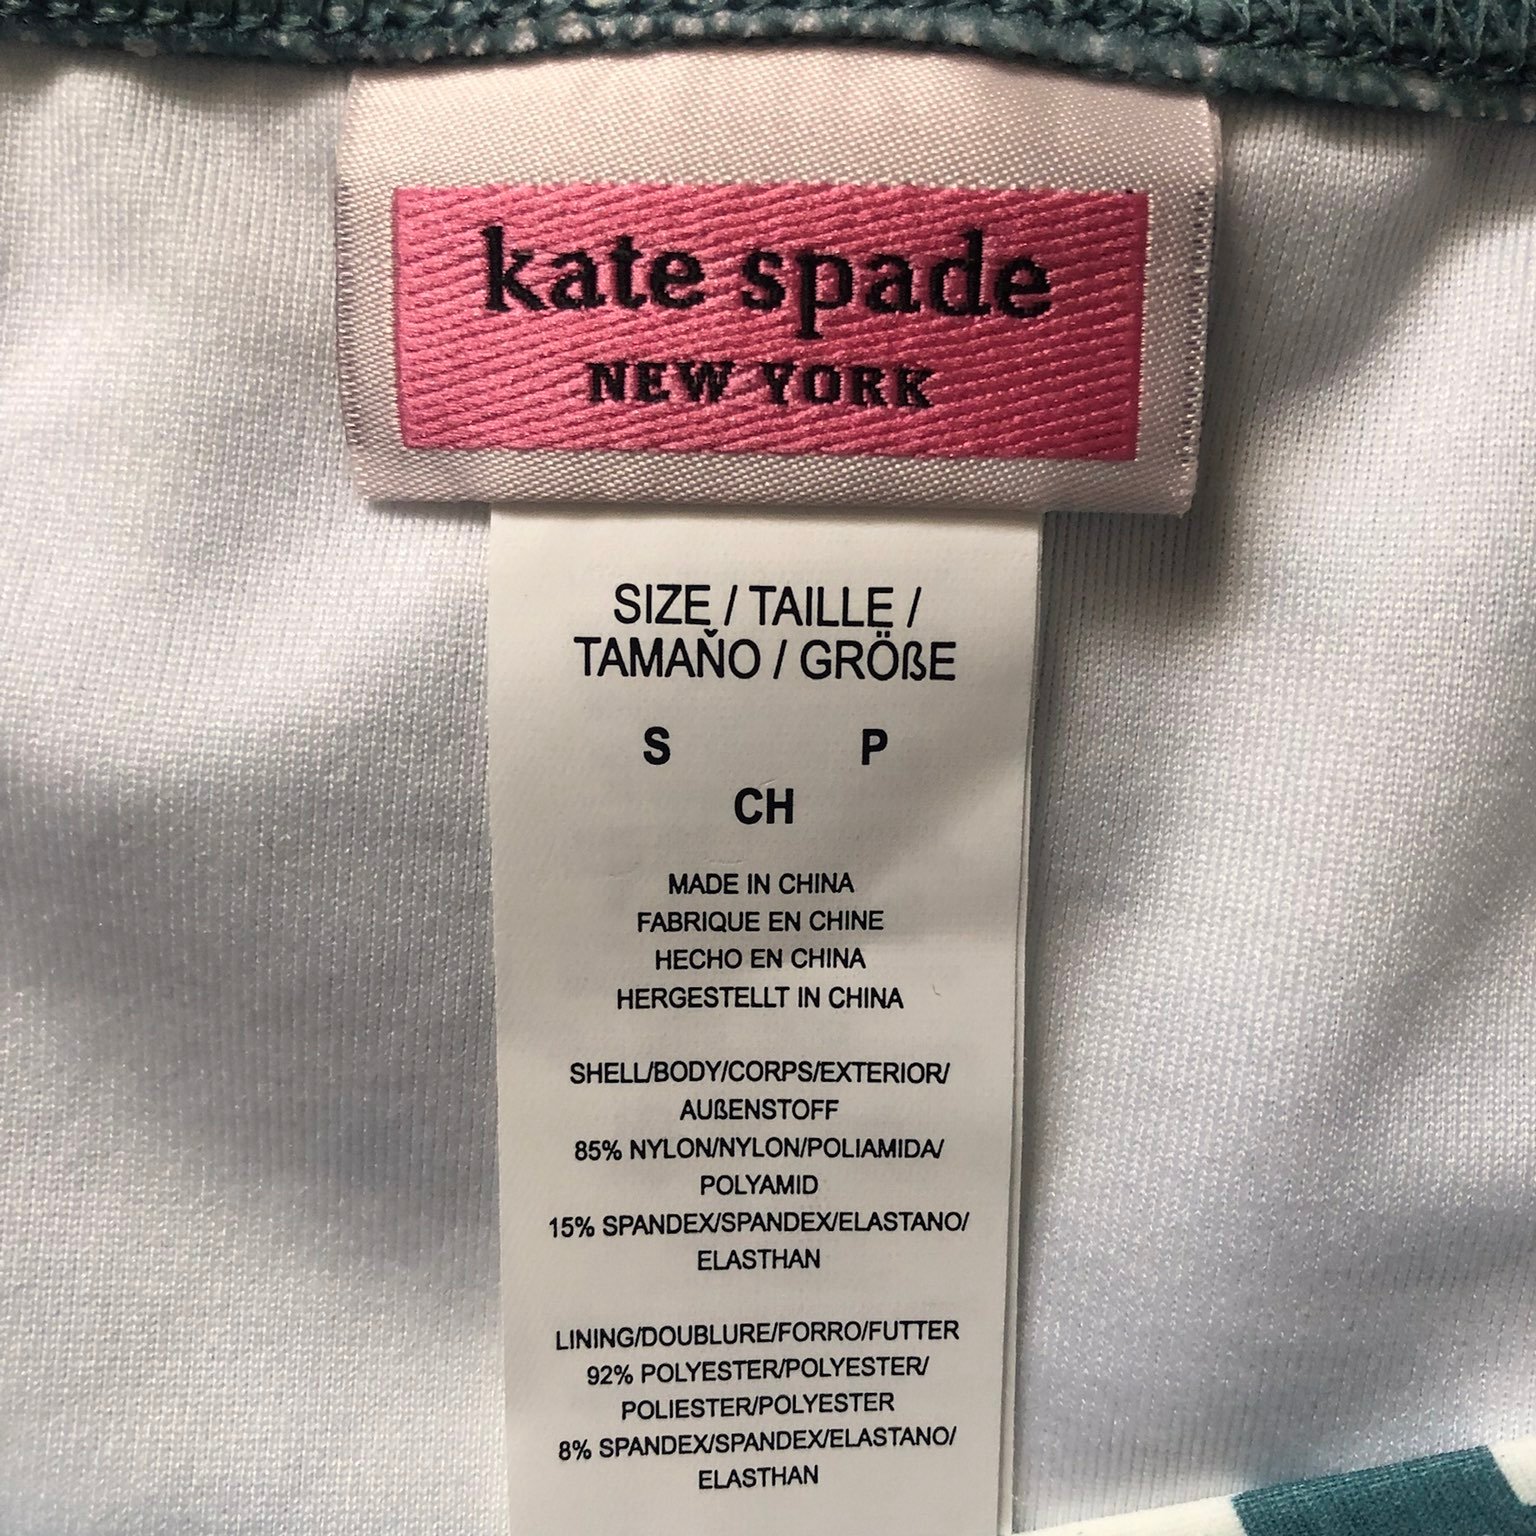 kate spade
NEW YORK
SIZE / TAILLE /
TAMAÑO / GRÖßE
S P
CH
MADE IN CHINA
FABRIQUE EN CHINE
HECHO EN CHINA
HERGESTELLT IN CHINA
SHELL/BODY/CORPS/EXTERIOR/
AUßENSTOFF
85% NYLON/NYLON/POLIAMIDA/
POLYAMID
15% SPANDEX/SPANDEX/ELASTANO/
ELASTHAN
LINING/DOUBLURE/FORRO/FUTTER
92% POLYESTER/POLYESTER/
POLIESTER/POLYESTER
8% SPANDEX/SPANDEX/ELASTANO/
ELASTHAN